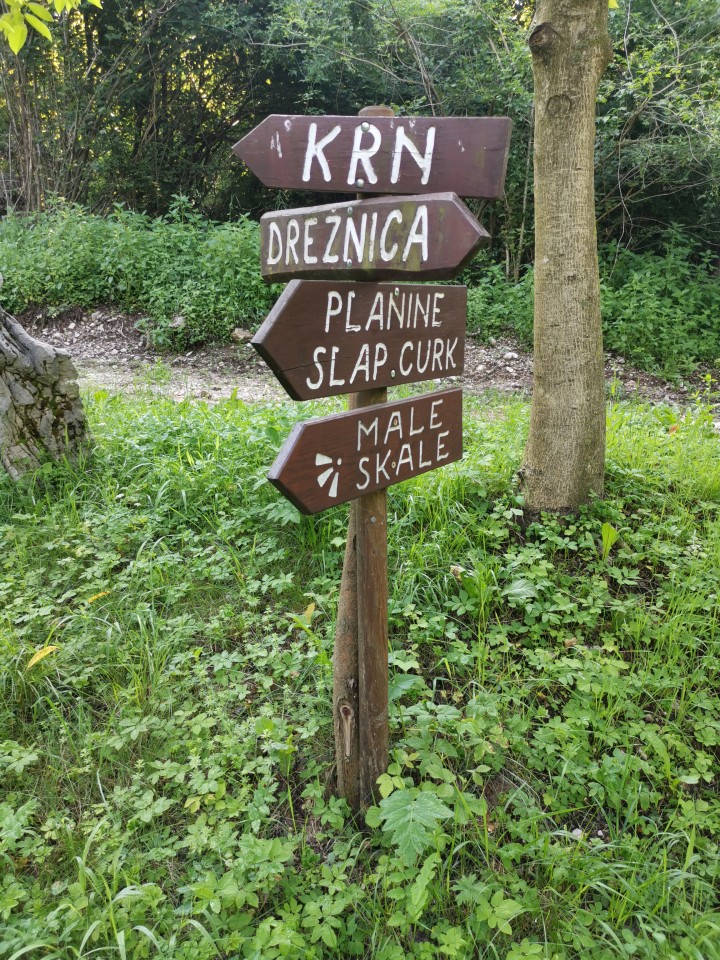 KRN
DREŽNICA
PLANINE
SLAP.CURK
MALE
SKALE